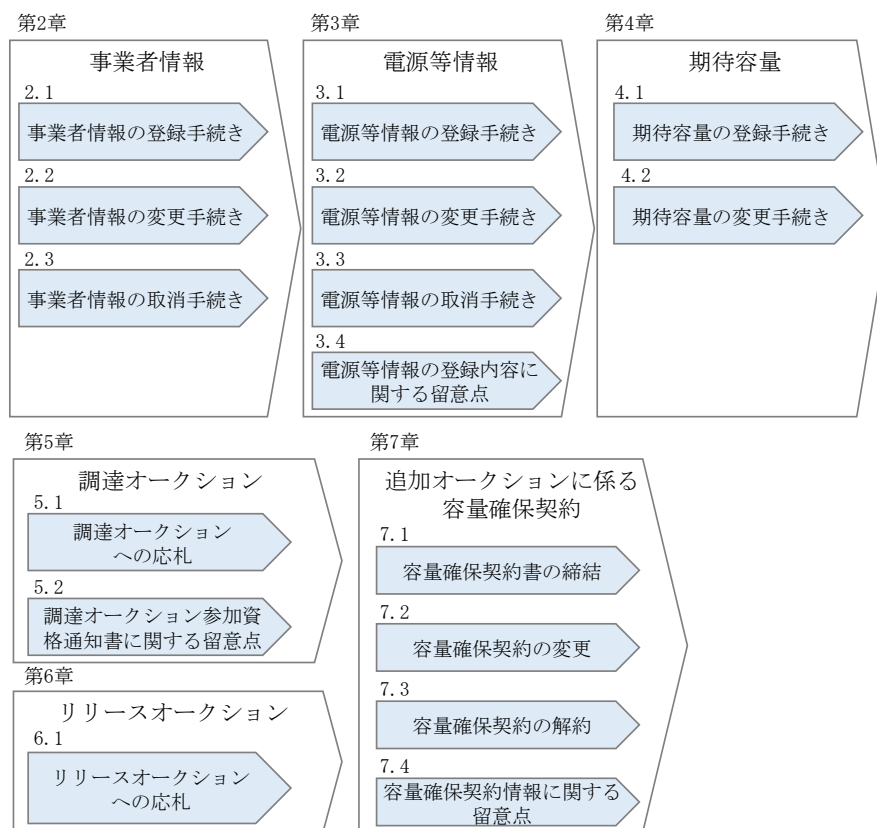 第2章
事業者情報
2.1
事業者情報の登録手続き
2.2
事業者情報の変更手続き
2.3
事業者情報の取消手続き
第3章
電源等情報
3.1
電源等情報の登録手続き
3.2
電源等情報の変更手続き
3.3
電源等情報の取消手続き
3.4
電源等情報の登録内容に
関する留意点
第4章
期待容量
4.1
期待容量の登録手続き
4.2
期待容量の変更手続き
第5章
調達オークション
5.1
調達オークション
への応札
5.2
調達オークション参加資
格通知書に関する留意点
第6章
リリースオークション
6.1
リリースオークション
への応札
第7章
追加オークションに係る
容量確保契約
7.1
容量確保契約書の締結
7.2
容量確保契約の変更
7.3
容量確保契約の解約
7.4
容量確保契約情報に関する
留意点